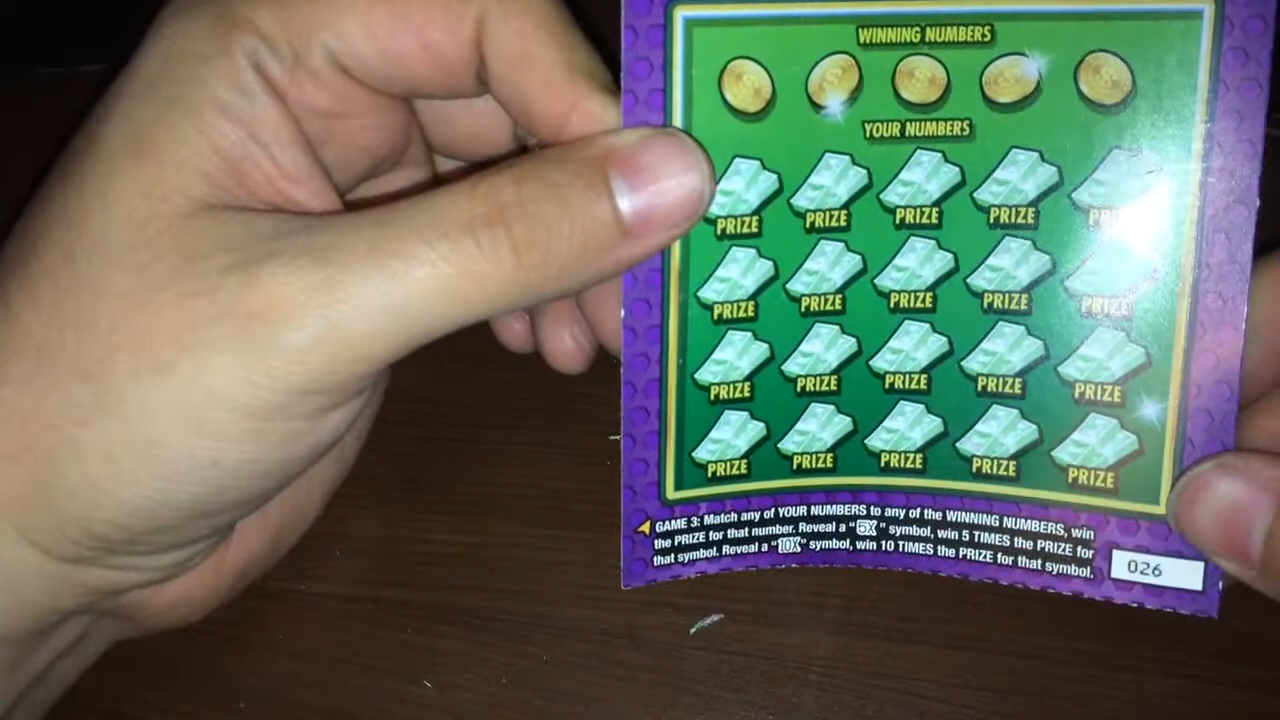 WINNING NUMBERS
YOUR NUMBERS
PRIZE PRIZE PRIZE PRIZE PRIZE
PRIZE PRIZE PRIZE PRIZE PRIZE
PRIZE PRIZE PRIZE PRIZE PRIZE
PRIZE PRIZE PRIZE PRIZE PRIZE
GAME 3: Match any of YOUR NUMBERS to any of the WINNING NUMBERS, win
the PRIZE for that number. Reveal a "5X" symbol, win 5 TIMES the PRIZE for
that symbol. Reveal a "10X" symbol, win 10 TIMES the PRIZE for that symbol.
026